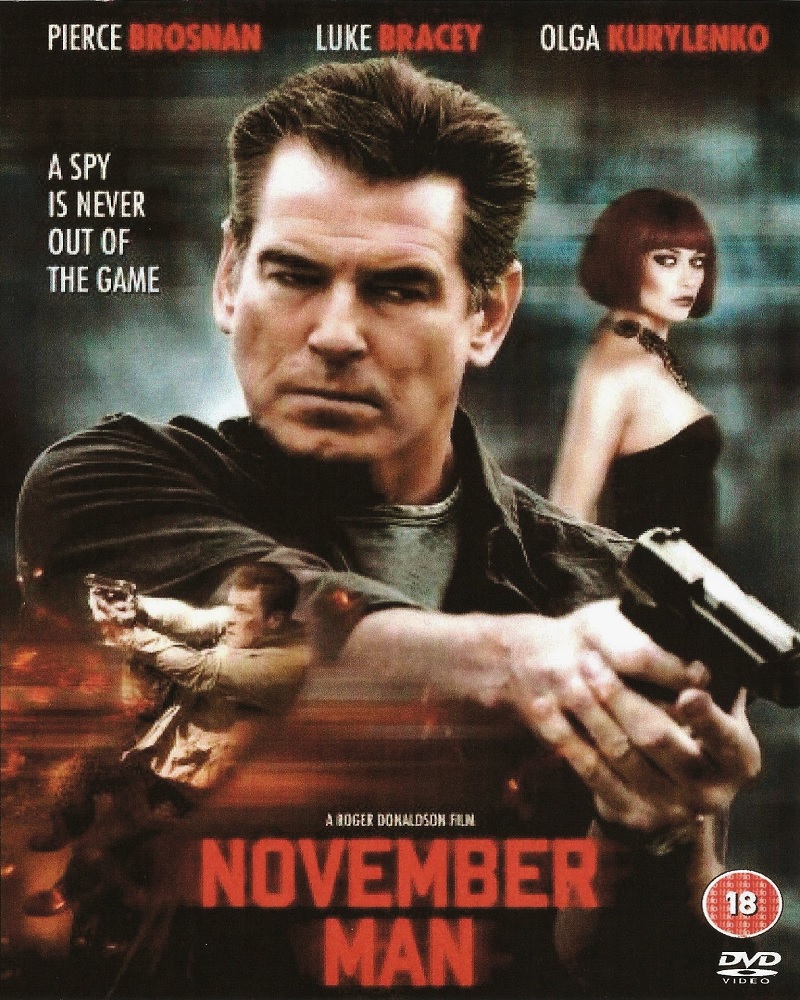 PIERCE BROSNAN LUKE BRACEY OLGA KURYLENKO
A SPY
IS NEVER
OUT OF
THE GAME
A ROGER DONALDSON FILM
NOVEMBER
MAN
18
DVD
VIDEO